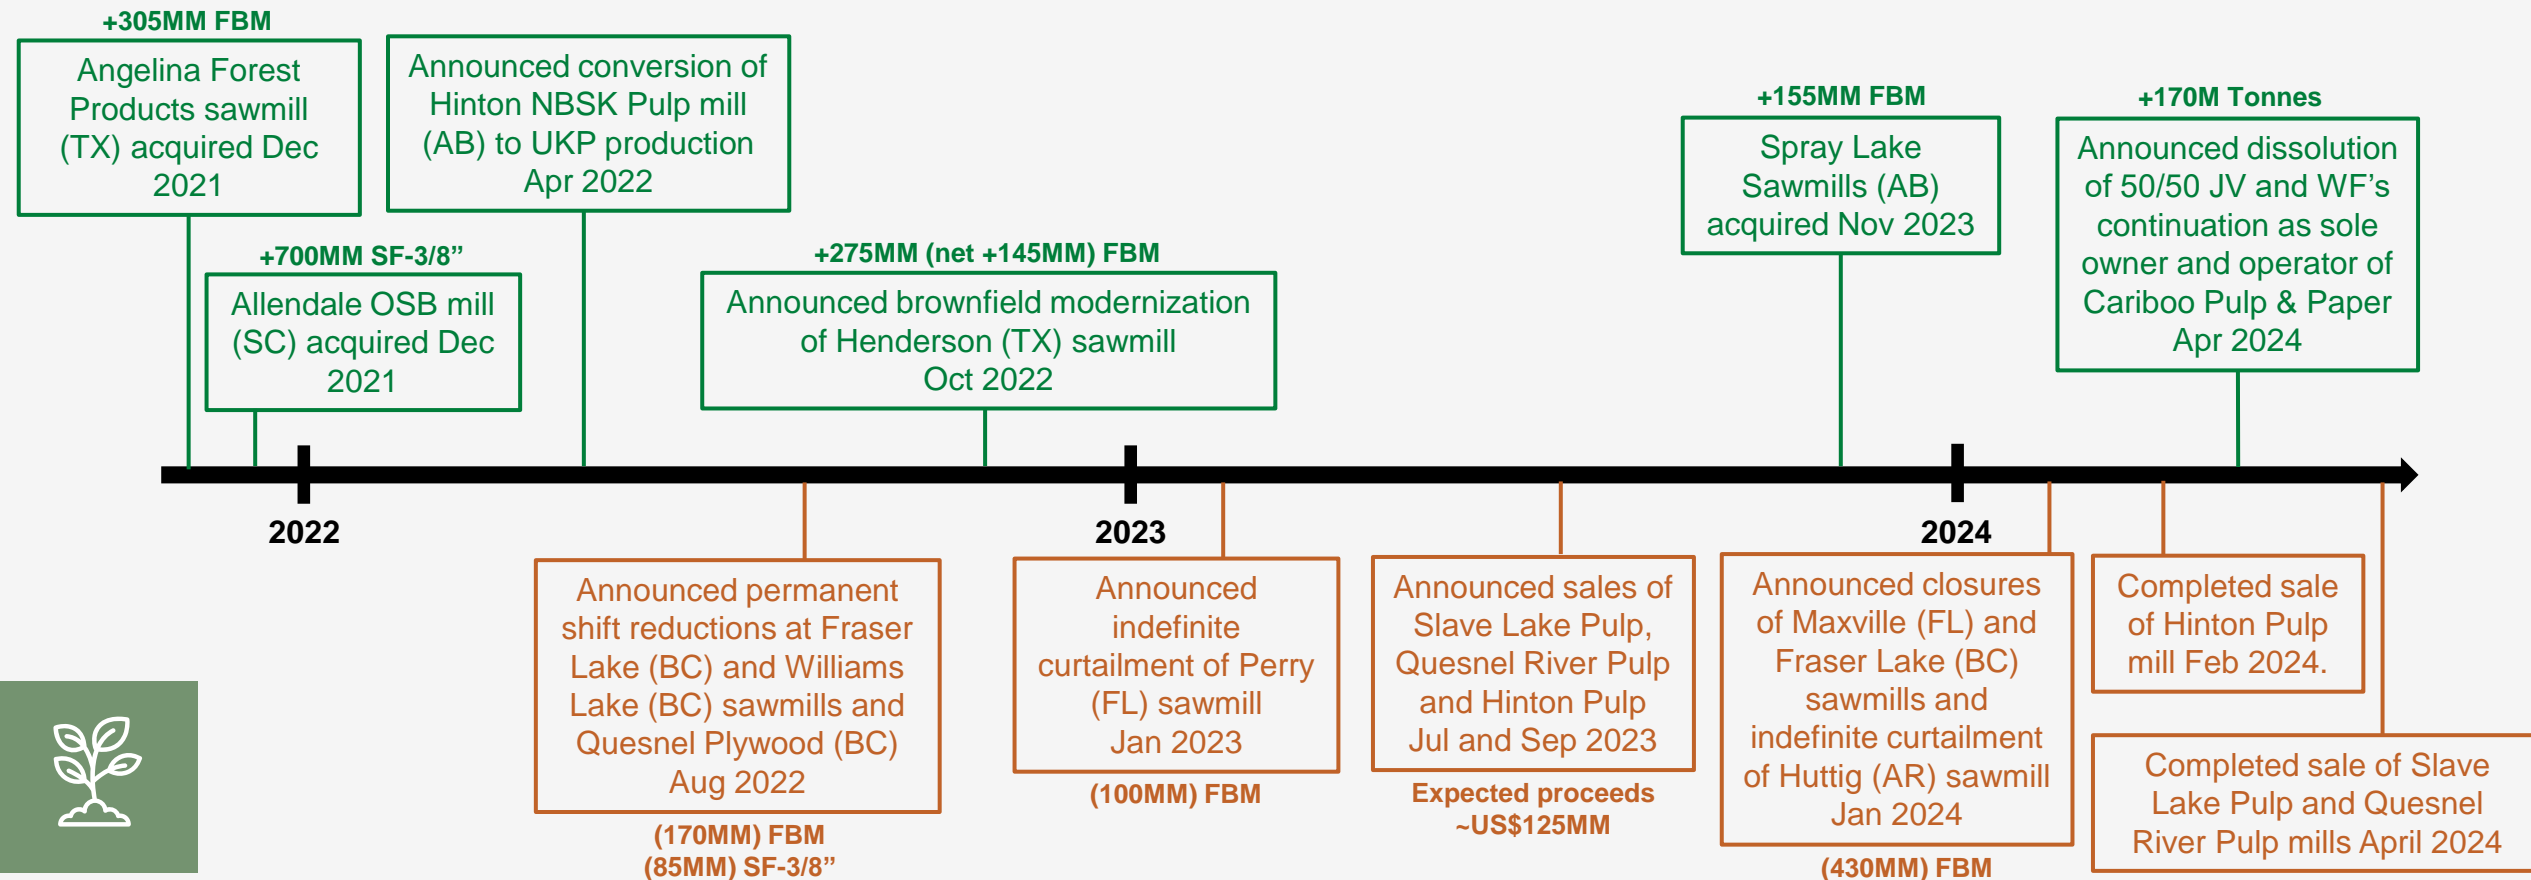 +305MM FBM
Angelina Forest
Products sawmill
(TX) acquired Dec
2021
+700MM SF-3/8”
Allendale OSB mill
(SC) acquired Dec
2021
Announced conversion of
Hinton NBSK Pulp mill
(AB) to UKP production
Apr 2022
+275MM (net +145MM) FBM
Announced brownfield modernization
of Henderson (TX) sawmill
Oct 2022
+155MM FBM
Spray Lake
Sawmills (AB)
acquired Nov 2023
+170M Tonnes
Announced dissolution
of 50/50 JV and WF’s
continuation as sole
owner and operator of
Cariboo Pulp & Paper
Apr 2024
2022
2023
2024
Announced permanent
shift reductions at Fraser
Lake (BC) and Williams
Lake (BC) sawmills and
Quesnel Plywood (BC)
Aug 2022
(170MM) FBM
(85MM) SF-3/8”
Announced
indefinite
curtailment of Perry
(FL) sawmill
Jan 2023
(100MM) FBM
Announced sales of
Slave Lake Pulp,
Quesnel River Pulp
and Hinton Pulp
Jul and Sep 2023
Expected proceeds
~US$125MM
Announced closures
of Maxville (FL) and
Fraser Lake (BC)
sawmills and
indefinite curtailment
of Huttig (AR) sawmill
Jan 2024
(430MM) FBM
Completed sale
of Hinton Pulp
mill Feb 2024.
Completed sale of Slave
Lake Pulp and Quesnel
River Pulp mills April 2024